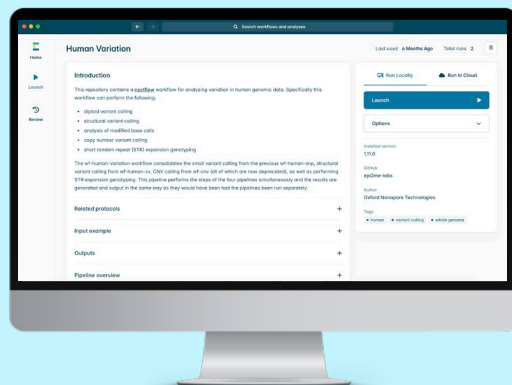 Search workflows and analyses
Home
Launch
Review
Human Variation
Last used 6 Months Ago Total runs 2
Introduction
This repository contains a nextflow workflow for analysing variation in human genomic data. Specifically this
workflow can perform the following:
• diploid variant calling
• structural variant calling
• analysis of modified base calls
• copy number variant calling
• short tandem repeat (STR) expansion genotyping
The wf-human-variation workflow consolidates the small variant calling from the previous wf-human-snp, structural
variant calling from wf-human-sv, CNV calling from wf-cnv (all of which are now deprecated), as well as performing
STR expansion genotyping. This pipeline performs the steps of the four pipelines simultaneously and the results are
generated and output in the same way as they would have been had the pipelines been run separately.
Related protocols +
Input example +
Outputs +
Pipeline overview +
Run Locally
Run In Cloud
Launch
Options
Installed version
1.11.0
GitHub
epi2me-labs
Author
Oxford Nanopore Technologies
Tags
• human • variant calling • whole genome